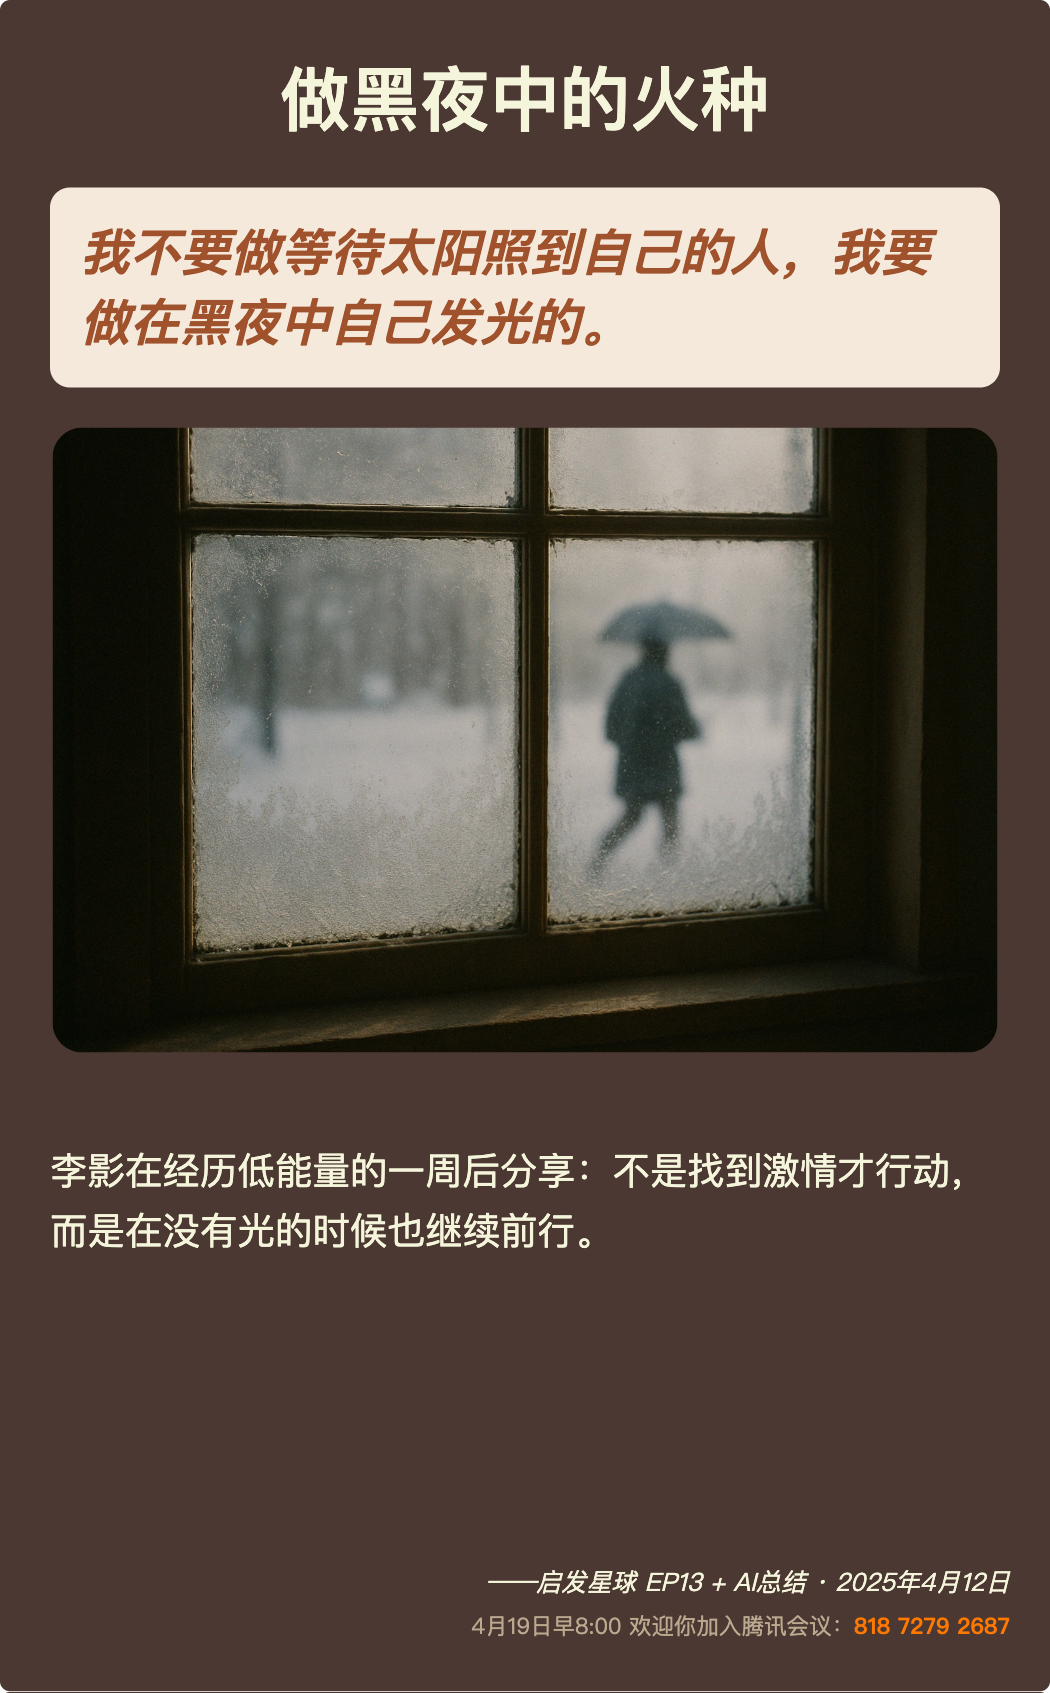 做黑夜中的火种
我不要做等待太阳照到自己的人，我要
做在黑夜中自己发光的。
李影在经历低能量的一周后分享：不是找到激情才行动，
而是在没有光的时候也继续前行。
——启发星球 EP13 + AI总结 · 2025年4月12日
4月19日早8:00 欢迎你加入腾讯会议：818 7279 2687